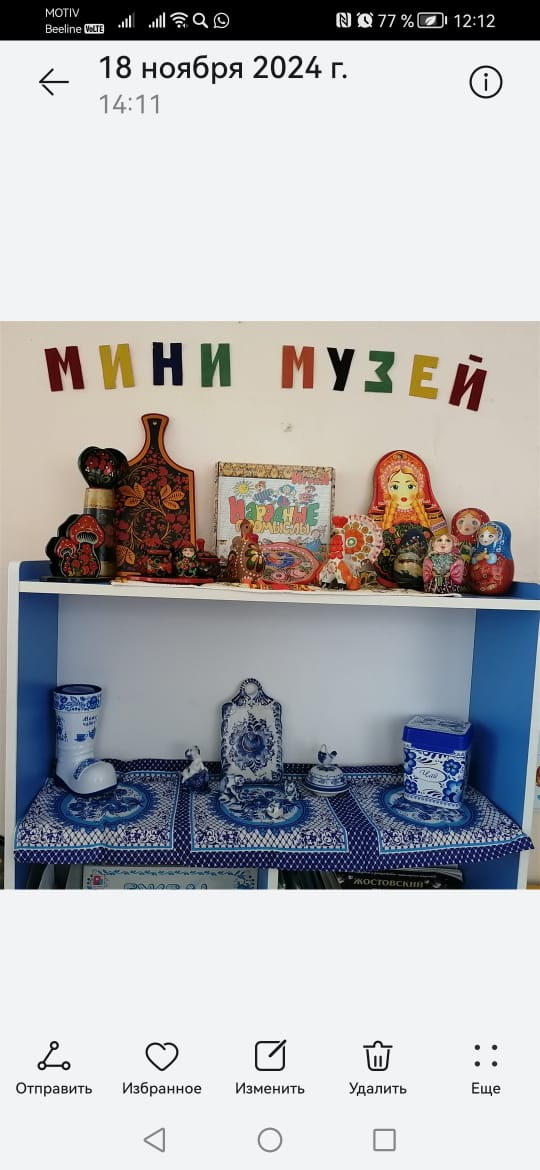 MOTIV
Beeline VoLTE
77 %
12:12
18 ноября 2024 г.
14:11
МИНИ МУЗЕЙ
НАРОДНЫЕ
ПРОМЫСЛЫ
Чай
ЖОСТОВСКИЙ
Отправить
Избранное
Изменить
Удалить
Еще